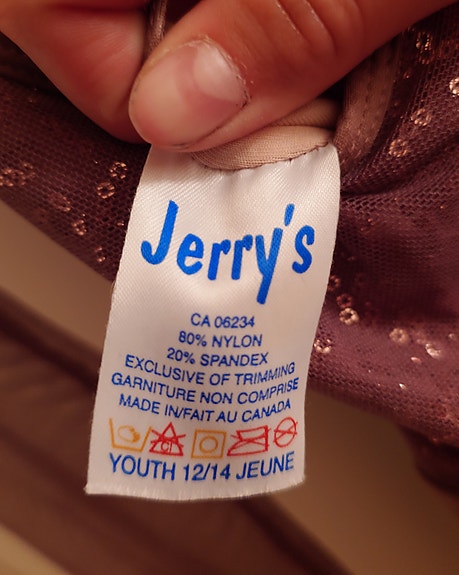 Jerry's
CA 06234
80% NYLON
20% SPANDEX
EXCLUSIVE OF TRIMMING
GARNITURE NON COMPRISE
MADE IN/FAIT AU CANADA
YOUTH 12/14 JEUNE